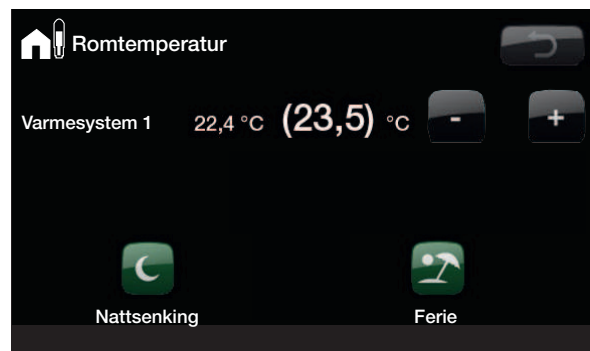 Romtemperatur
Varmesystem 1 22,4 °C (23,5) °C - +
Nattsenking Ferie